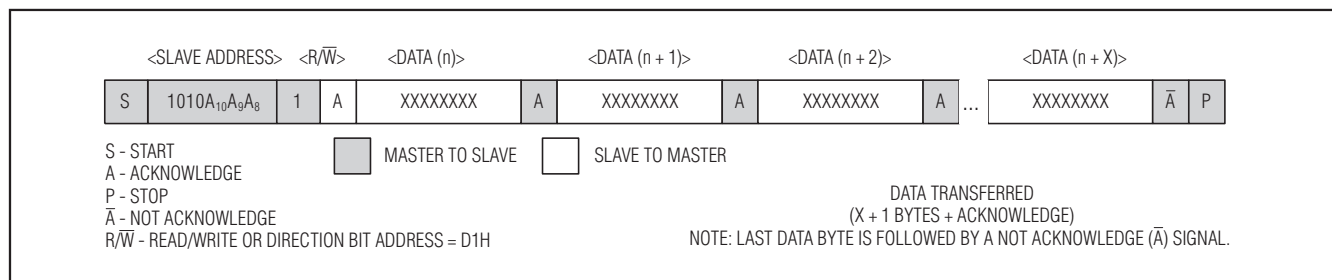 <SLAVE ADDRESS> <R/W̅> <DATA (n)> <DATA (n + 1)> <DATA (n + 2)> <DATA (n + X)>
S 1010A₁₀A₉A₈ 1 A XXXXXXXX A XXXXXXXX A XXXXXXXX A ... XXXXXXXX A̅ P
S - START
A - ACKNOWLEDGE
P - STOP
A̅ - NOT ACKNOWLEDGE
R/W̅ - READ/WRITE OR DIRECTION BIT ADDRESS = D1H
MASTER TO SLAVE SLAVE TO MASTER
DATA TRANSFERRED
(X + 1 BYTES + ACKNOWLEDGE)
NOTE: LAST DATA BYTE IS FOLLOWED BY A NOT ACKNOWLEDGE (A̅) SIGNAL.